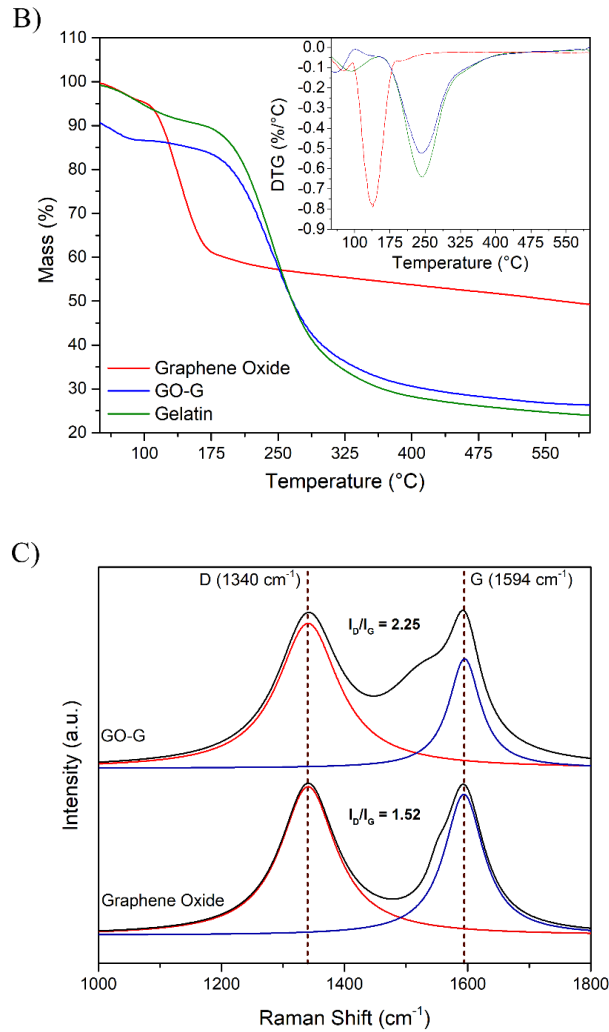 B)
110
100
90
80
70
60
50
40
30
20
Mass (%)
100 175 250 325 400 475 550
Temperature (°C)
Graphene Oxide
GO-G
Gelatin
0.0
-0.1
-0.2
-0.3
-0.4
-0.5
-0.6
-0.7
-0.8
-0.9
DTG (%/°C)
100 175 250 325 400 475 550
Temperature (°C)
C)
D (1340 cm⁻¹) G (1594 cm⁻¹)
I_D/I_G = 2.25
GO-G
I_D/I_G = 1.52
Graphene Oxide
Intensity (a.u.)
1000 1200 1400 1600 1800
Raman Shift (cm⁻¹)